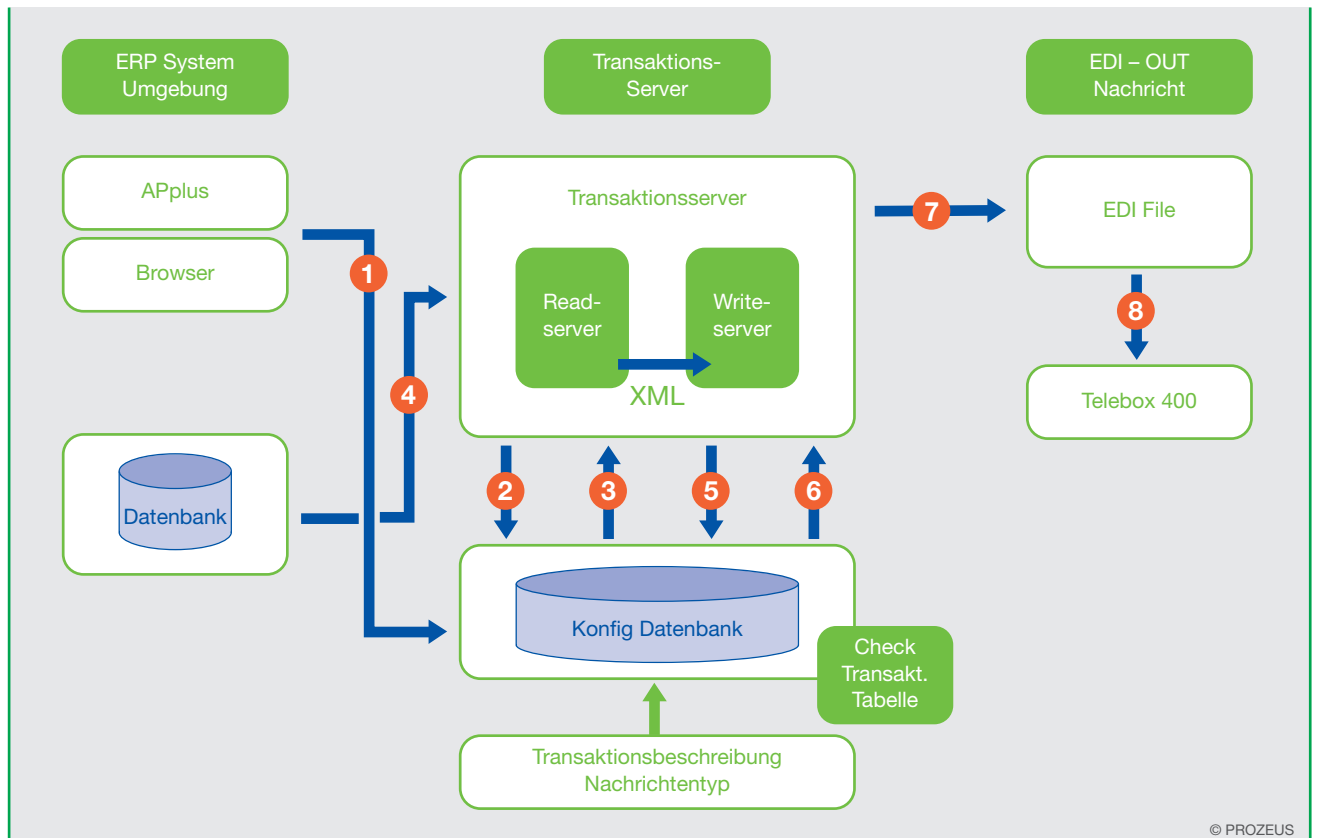 ERP System
Umgebung
Transaktions-
Server
EDI – OUT
Nachricht
APplus
Browser
Transaktionsserver
EDI File
1
7
Read-
server
Write-
server
8
4
XML
Telebox 400
2
3
5
6
Datenbank
Konfig Datenbank
Check
Transakt.
Tabelle
Transaktionsbeschreibung
Nachrichtentyp
© PROZEUS